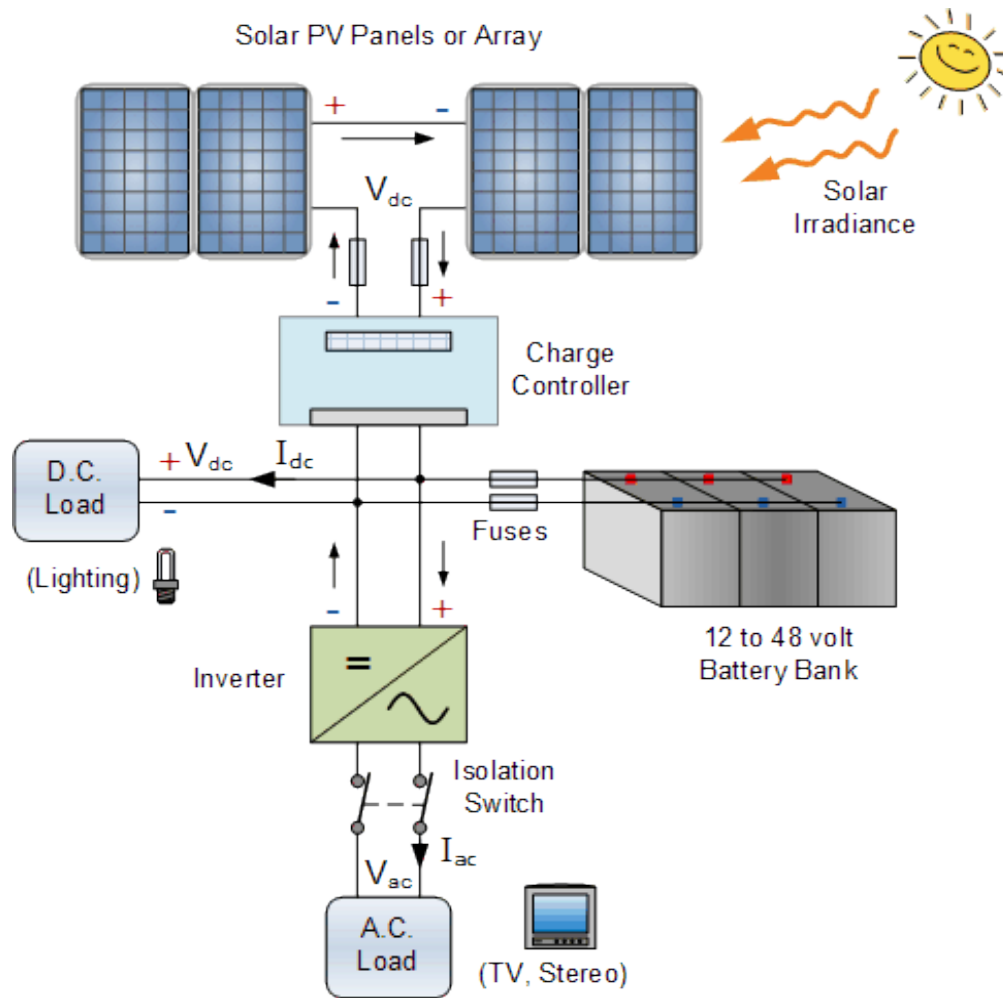 Solar PV Panels or Array
+ -
Vdc
Solar
Irradiance
- +
Charge
Controller
D.C.
Load
+ Vdc Idc
-
Fuses
(Lighting)
- +
12 to 48 volt
Battery Bank
Inverter
=
Isolation
Switch
Iac
Vac
A.C.
Load
(TV, Stereo)